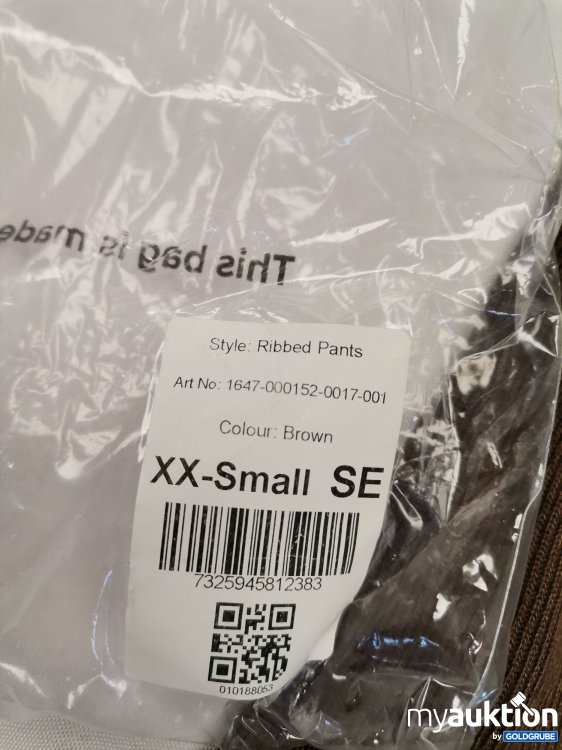 This bag is made
Style: Ribbed Pants
Art No: 1647-000152-0017-001
Colour: Brown
XX-Small SE
7325945812383
010188053
myauktion
by GOLDGRUBE